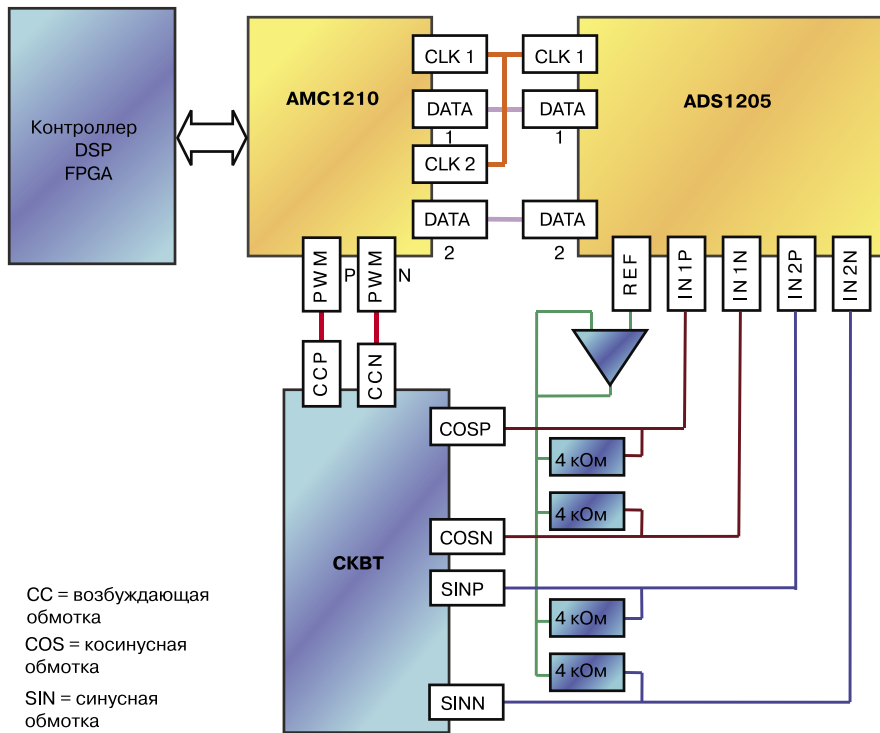 Контроллер
DSP
FPGA
AMC1210
CLK 1
DATA
1
CLK 2
DATA
2
PWM
P
PWM
N
CLK 1
DATA
1
DATA
2
ADS1205
REF
IN1P
IN1N
IN2P
IN2N
CCP
CCN
СКВТ
COSP
COSN
SINP
SINN
4 кОм
4 кОм
4 кОм
4 кОм
CC = возбуждающая
обмотка
COS = косинусная
обмотка
SIN = синусная
обмотка